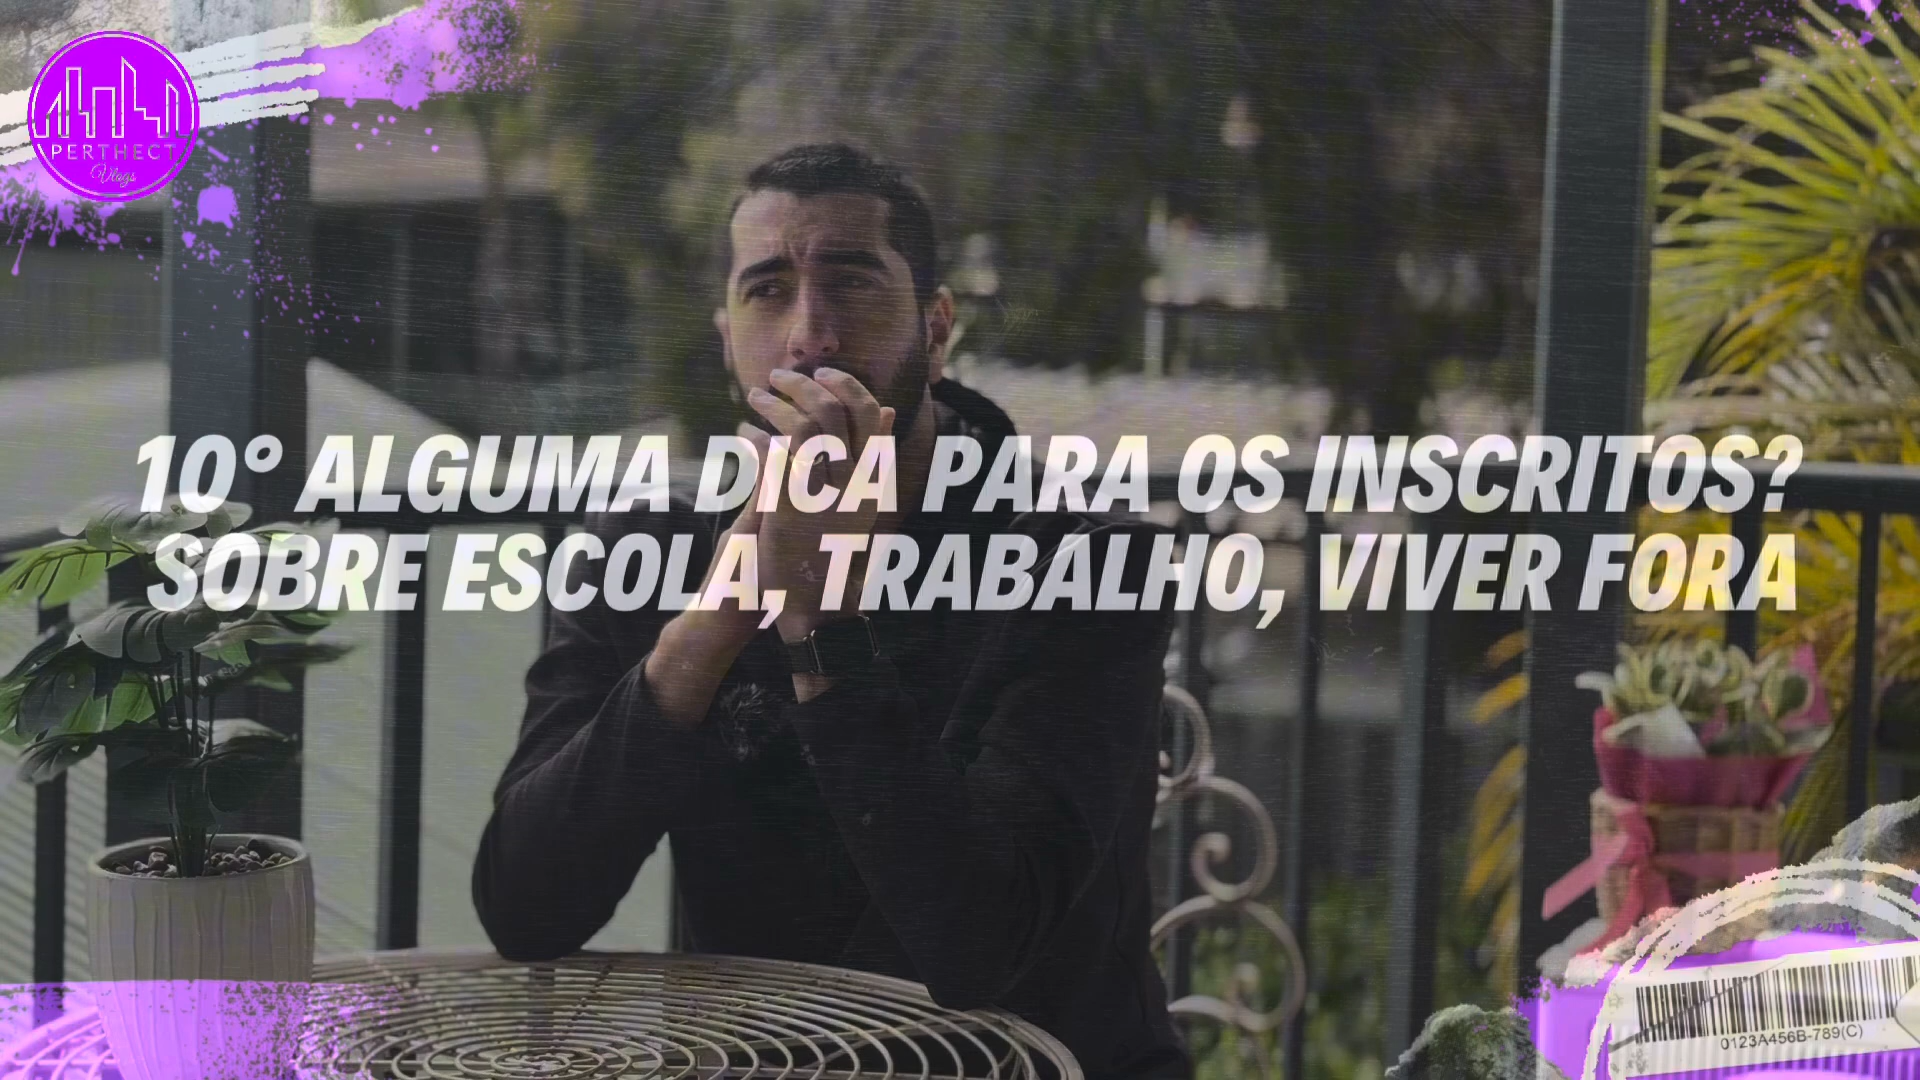 PERTHECT
Vlogs
10° ALGUMA DICA PARA OS INSCRITOS?
SOBRE ESCOLA, TRABALHO, VIVER FORA
0123A456B-789(C)